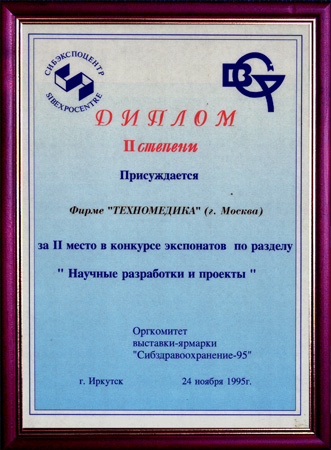 СИБЭКСПОЦЕНТР
SIBEXPOCENTRE
ДИПЛОМ
II степени
Присуждается
Фирме "ТЕХНОМЕДИКА" (г. Москва)
за II место в конкурсе экспонатов по разделу
" Научные разработки и проекты "
Оргкомитет
выставки-ярмарки
"Сибздравоохранение-95"
г. Иркутск 24 ноября 1995г.